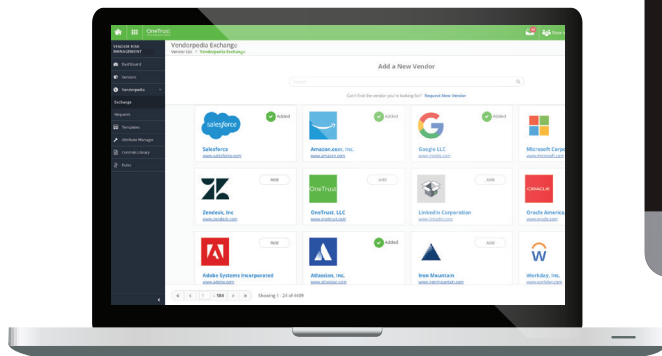 OneTrust
VENDOR RISK
MANAGEMENT
Dashboard
Vendors
Vendorpedia
Exchange
Requests
Templates
Attribute Manager
Controls Library
Rules
Vendorpedia Exchange
Vendor List > Vendorpedia Exchange
Add a New Vendor
Search
Can't find the vendor you're looking for? Request New Vendor
salesforce
Added
Salesforce
www.salesforce.com
Added
Amazon.com, Inc.
www.amazon.com
Added
Google LLC
www.google.com
Microsoft Corpo
www.microsoft.com
Add
Zendesk, Inc
www.zendesk.com
OneTrust
Add
OneTrust, LLC
www.onetrust.com
Add
LinkedIn Corporation
www.linkedin.com
ORACLE
Oracle America
www.oracle.com
Add
Adobe Systems Incorporated
www.adobe.com
Added
Atlassian, Inc.
www.atlassian.com
Add
Iron Mountain
www.ironmountain.com
Workday, Inc.
www.workday.com
1 - 184 Showing 1 - 24 of 4409